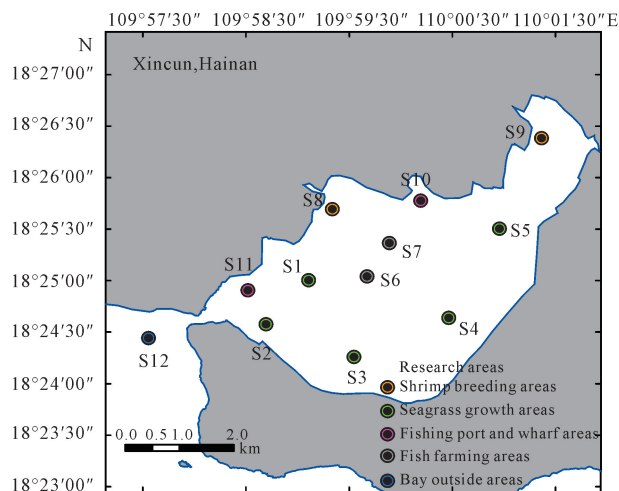 109°57′30″ 109°58′30″ 109°59′30″ 110°00′30″ 110°01′30″E
N
18°27′00″
Xincun,Hainan
18°26′30″
S9
18°26′00″
S10
S8
18°25′30″
S5
S7
S11
S1
18°25′00″
S6
18°24′30″
S4
S2
S12
S3
18°24′00″
Research areas
Shrimp breeding areas
Seagrass growth areas
Fishing port and wharf areas
Fish farming areas
Bay outside areas
18°23′30″
0.0 0.5 1.0 2.0
km
18°23′00″